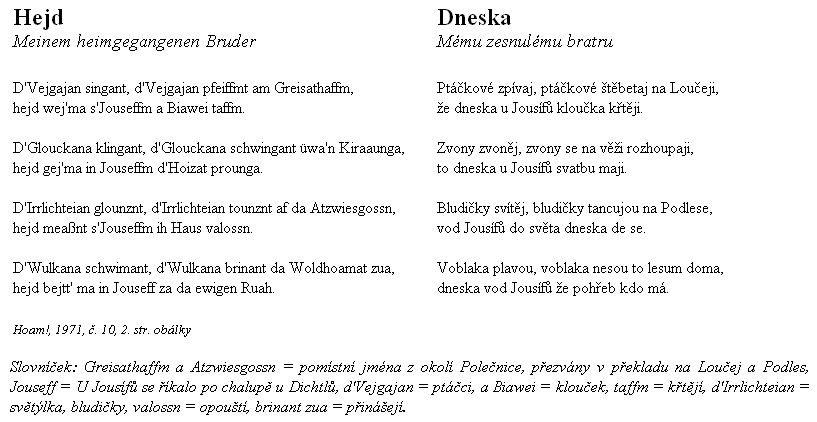 Hejd
Meinem heimgegangenen Bruder
D'Vejgajan singant, d'Vejgajan pfeiffmt am Greisathaffm,
hejd wej'ma s'Jouseffm a Biawei taffm.
D'Glouckana klingant, d'Glouckana schwingant üwa'n Kiraaunga,
hejd gej'ma in Jouseffm d'Hoizat prounga.
D'Irrlichteian glounznt, d'Irrlichteian tounznt af da Atzwiesgossn,
hejd meaßnt s'Jouseffm ih Haus valossn.
D'Wulkana schwimant, d'Wulkana brinant da Woldhoamat zua,
hejd bejtt' ma in Jouseff za da ewigen Ruah.
Hoam!, 1971, č. 10, 2. str. obálky
Dneska
Mému zesnulému bratru
Ptáčkové zpívaj, ptáčkové štěbetaj na Loučeji,
že dneska u Jousífů kloučka křtěji.
Zvony zvoněj, zvony se na věži rozhoupaji,
to dneska u Jousífů svatbu maji.
Bludičky svítěj, bludičky tancujou na Podlese,
vod Jousífů do světa dneska de se.
Voblaka plavou, voblaka nesou to lesum doma,
dneska vod Jousífů že pohřeb kdo má.
Slovníček: Greisathaffm a Atzwiesgossn = pomístní jména z okolí Polečnice, přezvány v překladu na Loučej a Podles,
Jouseff = U Jousífů se říkalo po chalupě u Dichtlů, d'Vejgajan = ptáčci, a Biawei = klouček, taffm = křtějí, d'Irrlichteian =
světýlka, bludičky, valossn = opouští, brinant zua = přinášejí.